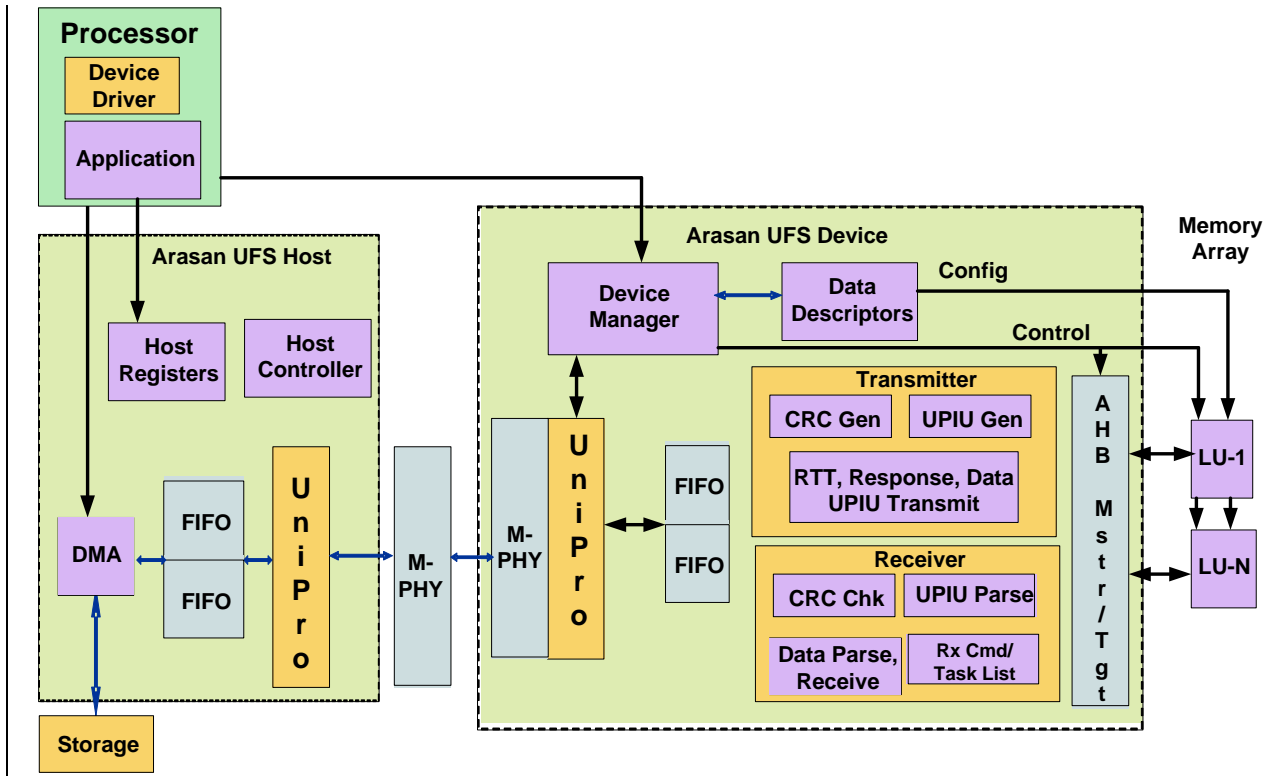 Processor
Device
Driver
Application
Arasan UFS Host
Host
Registers
Host
Controller
DMA
FIFO
FIFO
U
n
i
P
r
o
Storage
M-
PHY
Arasan UFS Device
Device
Manager
Data
Descriptors
Config
Control
Memory
Array
M-
PHY
U
n
i
P
r
o
FIFO
FIFO
Transmitter
CRC Gen
UPIU Gen
RTT, Response, Data
UPIU Transmit
Receiver
CRC Chk
UPIU Parse
Data Parse,
Receive
Rx Cmd/
Task List
A
H
B
M
s
t
r
/
T
g
t
LU-1
LU-N